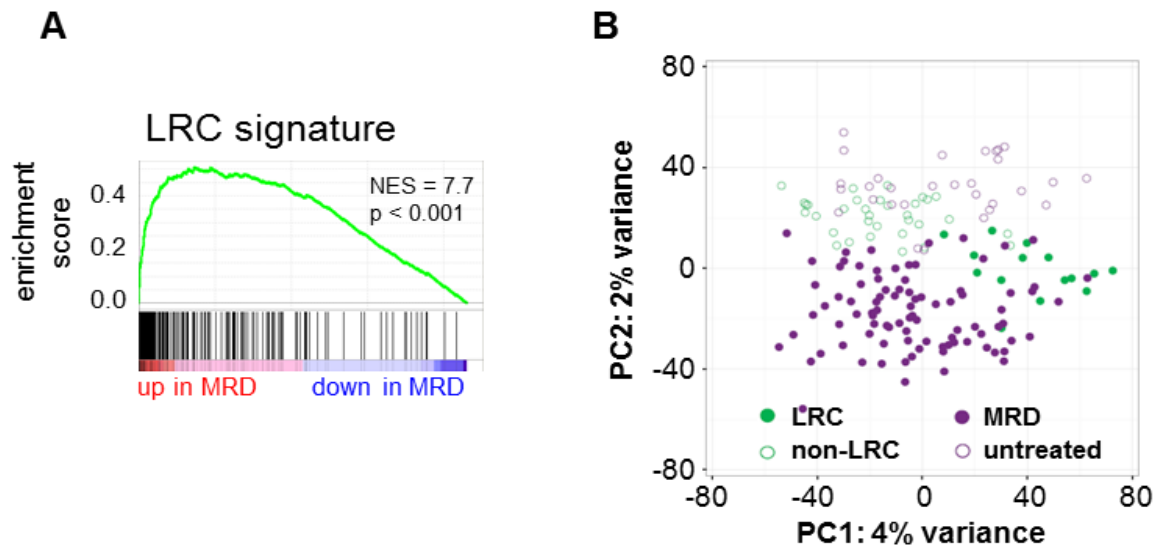 A
LRC signature
enrichment
score
0.4
0.2
0.0
NES = 7.7
p < 0.001
up in MRD
down in MRD
B
PC2: 2% variance
80
40
0
-40
-80
LRC
non-LRC
MRD
untreated
-80
-40
0
40
80
PC1: 4% variance